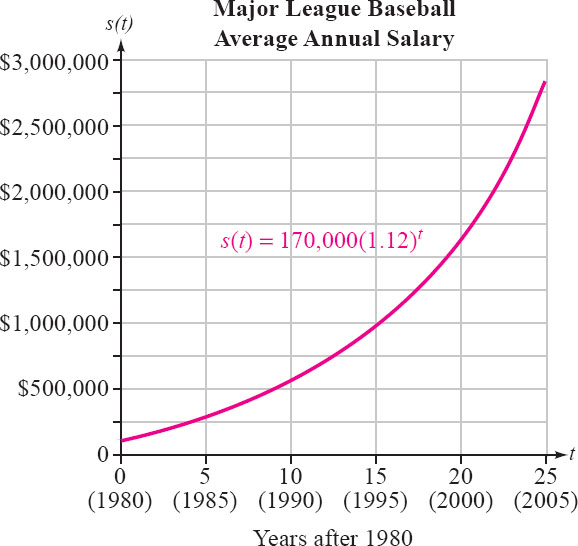 Major League Baseball
Average Annual Salary
s(t)
$3,000,000
$2,500,000
$2,000,000
s(t) = 170,000(1.12)^t
$1,500,000
$1,000,000
$500,000
0
t
0 5 10 15 20 25
(1980) (1985) (1990) (1995) (2000) (2005)
Years after 1980